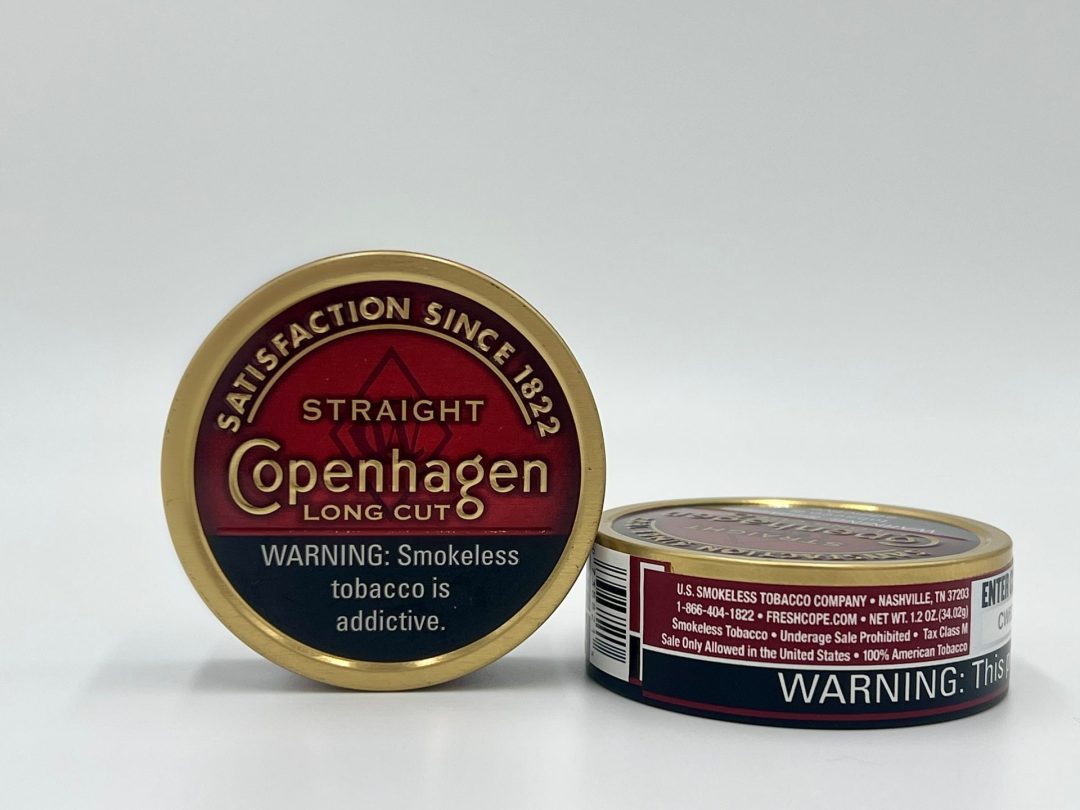 SATISFACTION SINCE 1822
STRAIGHT
Copenhagen
LONG CUT
WARNING: Smokeless
tobacco is
addictive.
U.S. SMOKELESS TOBACCO COMPANY • NASHVILLE, TN 37203
1-866-404-1822 • FRESHCOPE.COM • NET WT. 1.2 OZ.(34.02g)
Smokeless Tobacco • Underage Sale Prohibited • Tax Class M
Sale Only Allowed in the United States • 100% American Tobacco
ENTER
WARNING: This